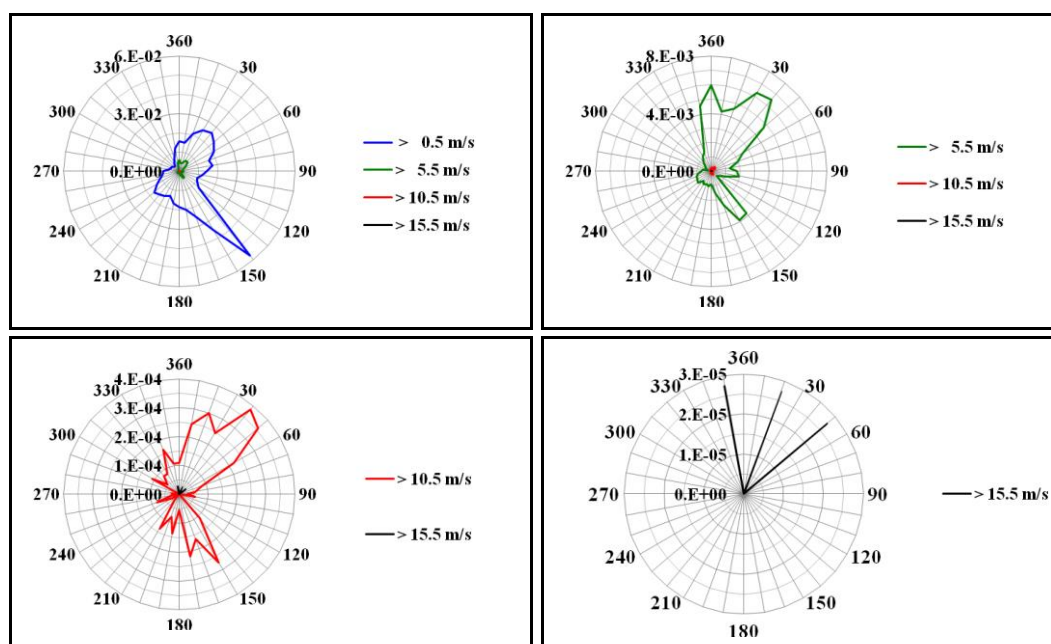 360
6.E-02
330
30
300
60
3.E-02
270
0.E+00
90
240
120
210
150
180
> 0.5 m/s
> 5.5 m/s
> 10.5 m/s
> 15.5 m/s
360
8.E-03
330
30
300
60
4.E-03
270
0.E+00
90
240
120
210
150
180
> 5.5 m/s
> 10.5 m/s
> 15.5 m/s
360
4.E-04
330
30
3.E-04
300
60
2.E-04
1.E-04
270
0.E+00
90
240
120
210
150
180
> 10.5 m/s
> 15.5 m/s
360
3.E-05
330
30
2.E-05
300
60
1.E-05
270
0.E+00
90
240
120
210
150
180
> 15.5 m/s